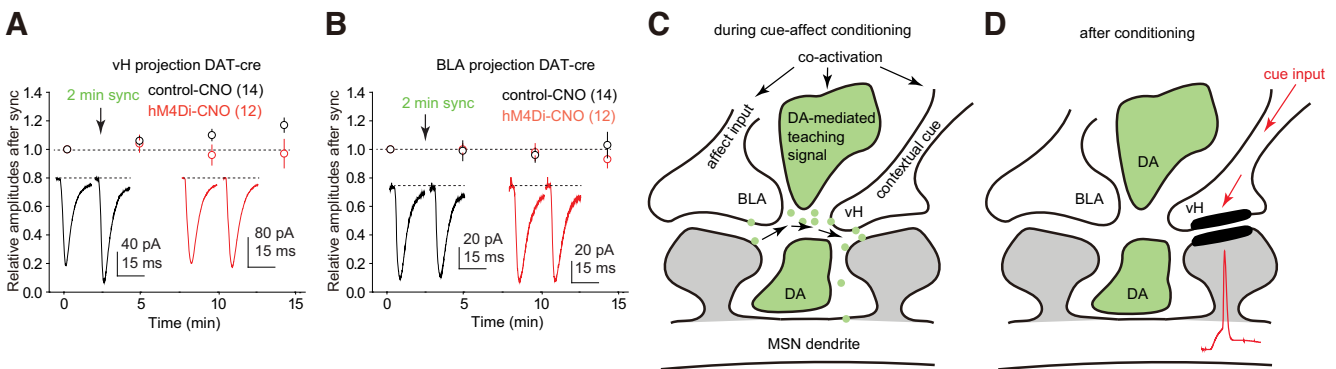 A
vH projection DAT-cre
2 min sync
control-CNO (14)
hM4Di-CNO (12)
Relative amplitudes after sync
1.4
1.2
1.0
0.8
0.6
0.4
0.2
0.0
40 pA
15 ms
80 pA
15 ms
0
5
10
15
Time (min)
B
BLA projection DAT-cre
2 min sync
control-CNO (14)
hM4Di-CNO (12)
Relative amplitudes after sync
1.4
1.2
1.0
0.8
0.6
0.4
0.2
0.0
20 pA
15 ms
20 pA
15 ms
0
5
10
15
Time (min)
C
during cue-affect conditioning
co-activation
affect input
DA-mediated
teaching
signal
contextual cue
BLA
vH
DA
MSN dendrite
D
after conditioning
cue input
DA
BLA
vH
DA